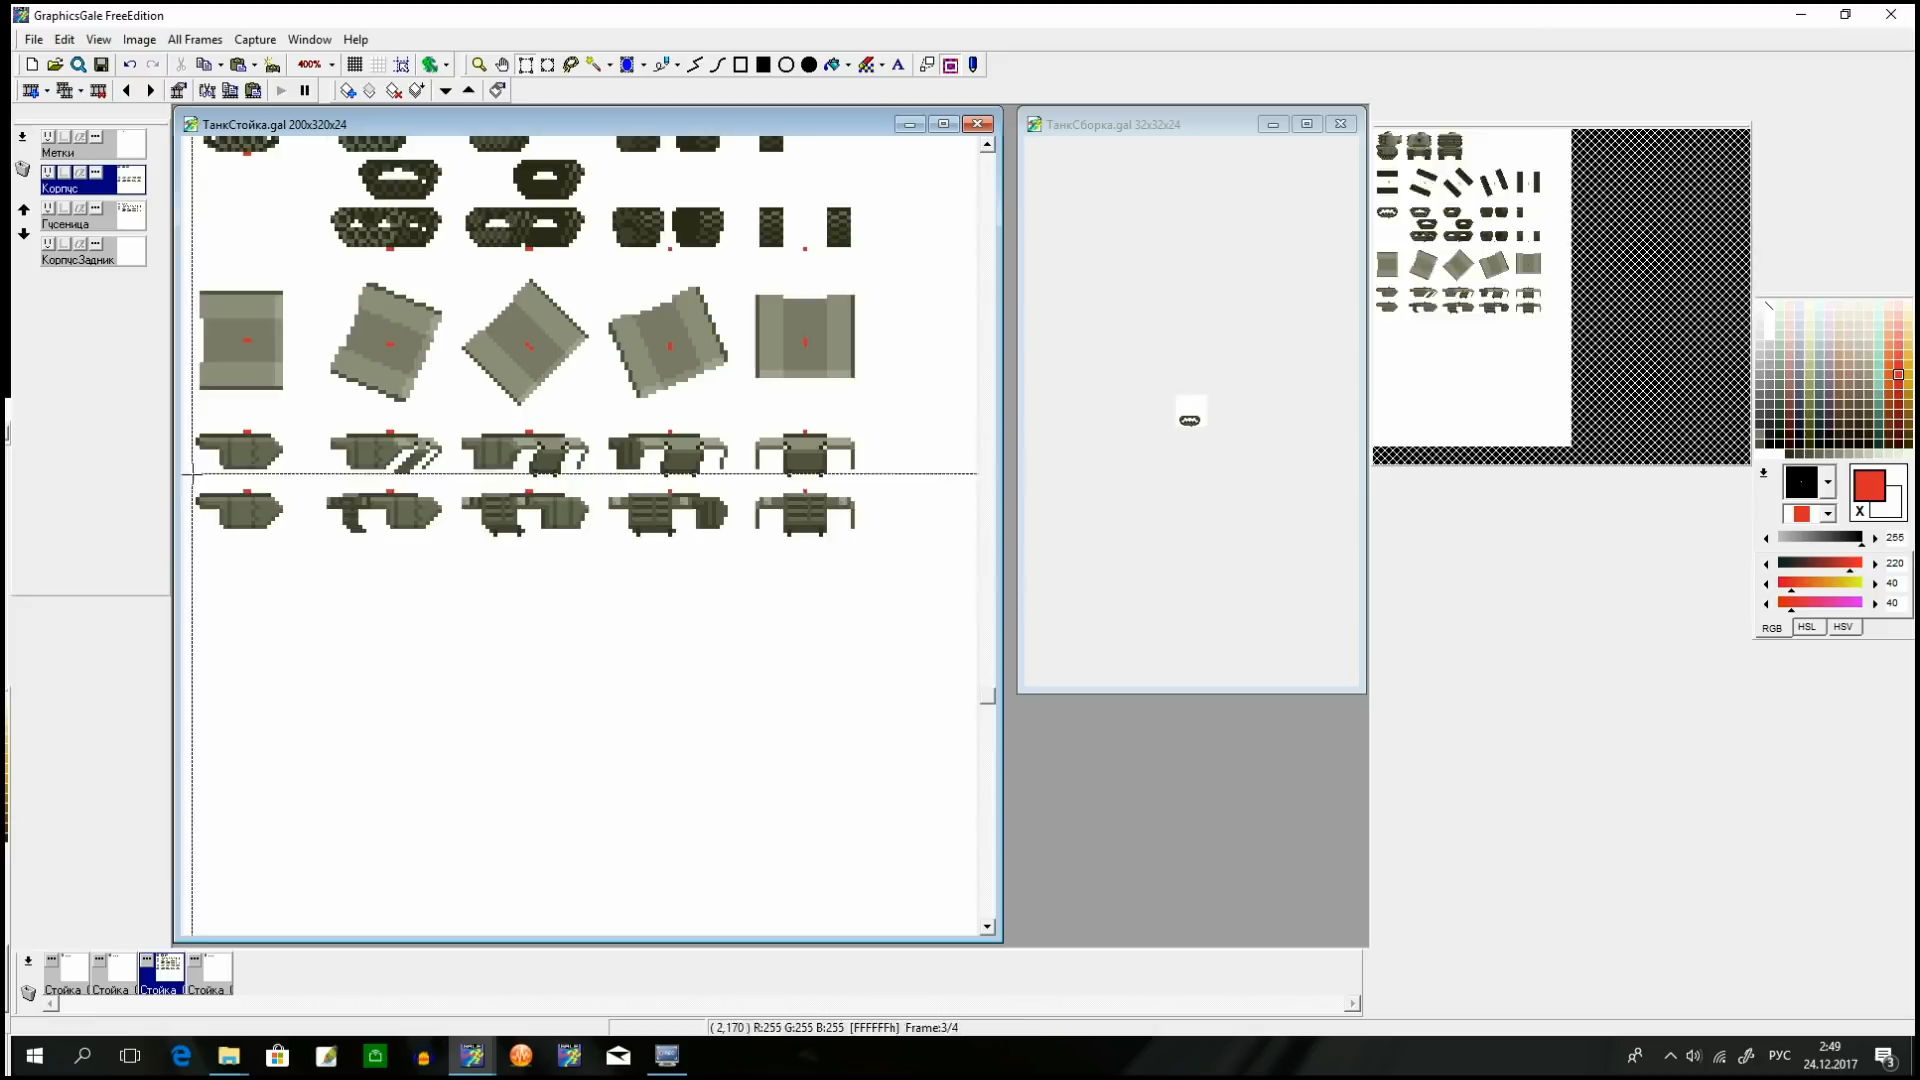 GraphicsGale FreeEdition
File Edit View Image All Frames Capture Window Help
400%
ТанкСтойка.gal 200x320x24
ТанкСборка.gal 32x32x24
Метки
Корпус
Гусеница
КорпусЗадник
X
255
220
40
40
RGB HSL HSV
Стойка ( Стойка ( Стойка ( Стойка (
( 2,170 ) R:255 G:255 B:255 [FFFFFFh] Frame:3/4
РУС
2:49
24.12.2017
3